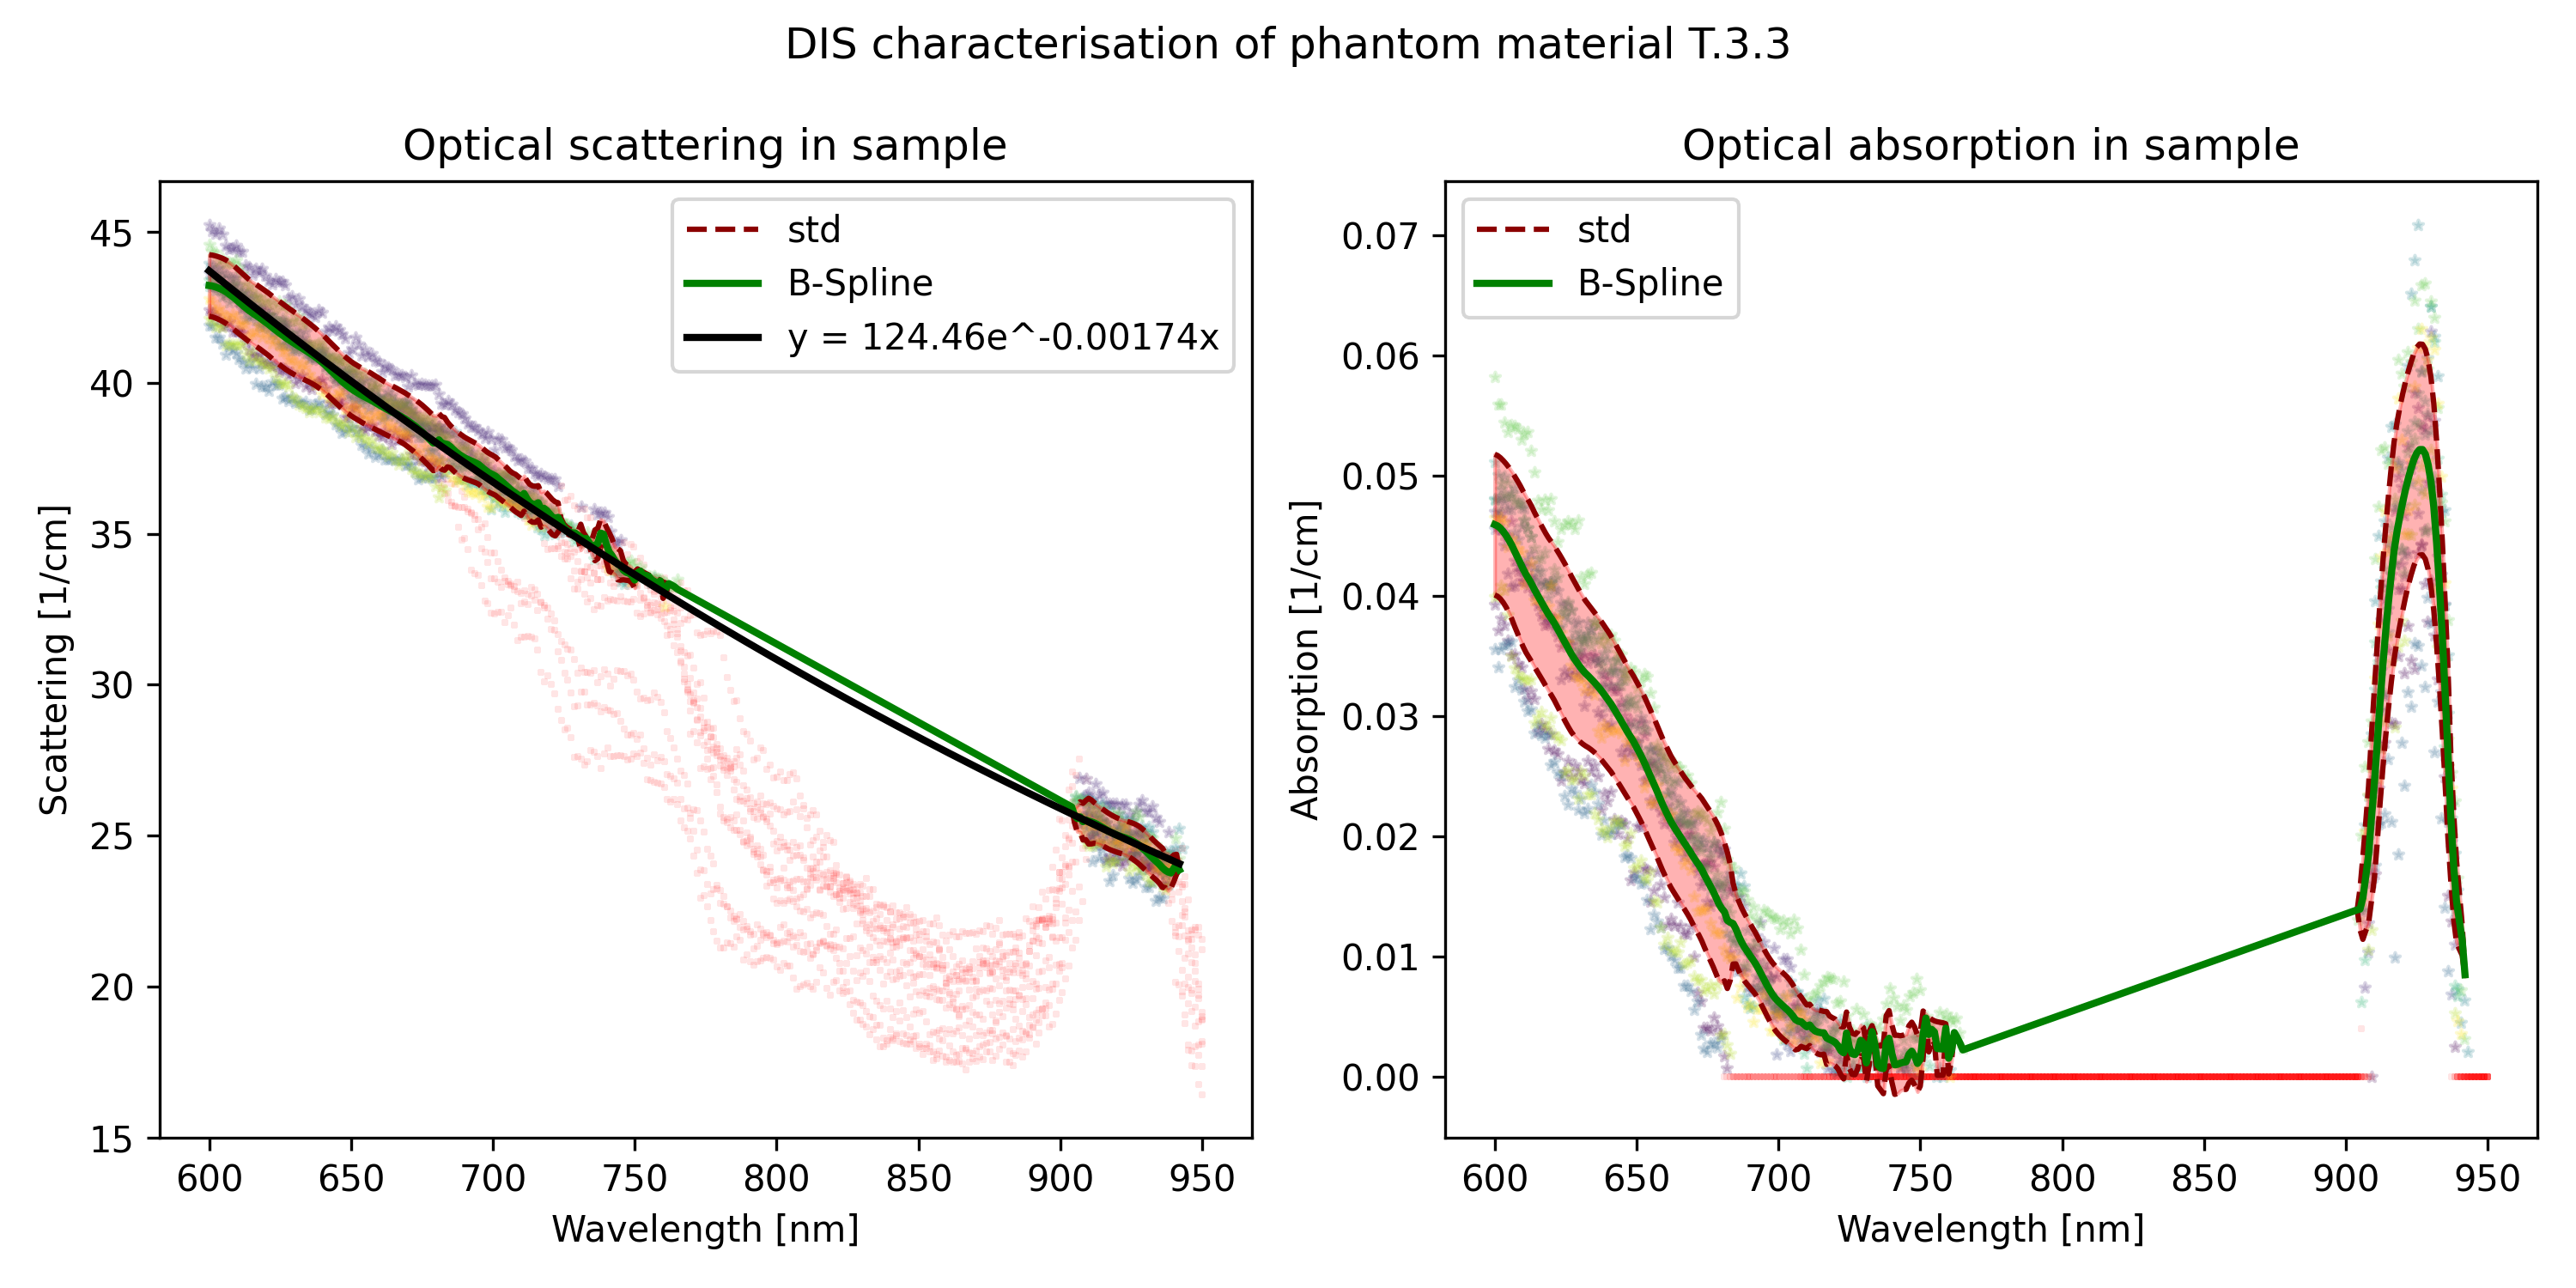 DIS characterisation of phantom material T.3.3
Optical scattering in sample
std
B-Spline
y = 124.46e^-0.00174x
45
40
35
30
25
20
15
Scattering [1/cm]
600 650 700 750 800 850 900 950
Wavelength [nm]
Optical absorption in sample
std
B-Spline
0.07
0.06
0.05
0.04
0.03
0.02
0.01
0.00
Absorption [1/cm]
600 650 700 750 800 850 900 950
Wavelength [nm]